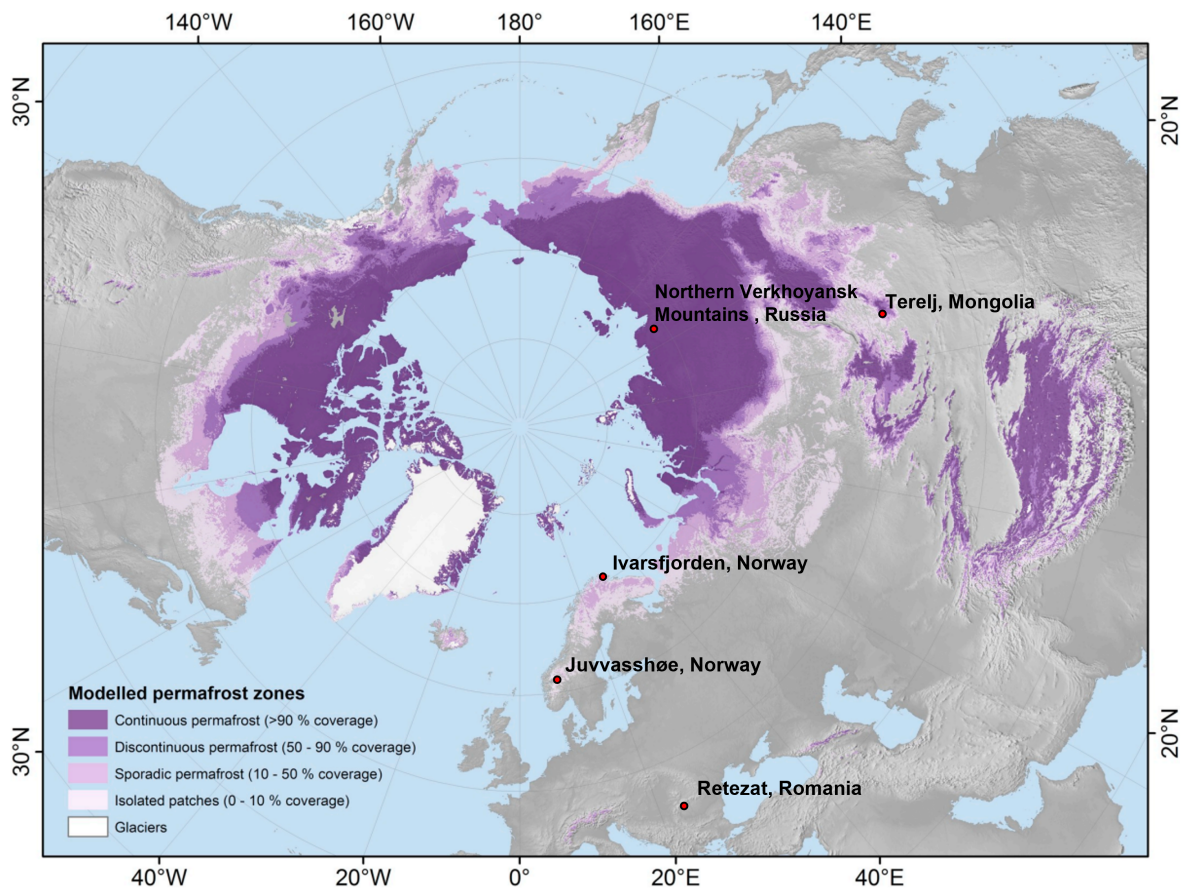 140°W 160°W 180° 160°E 140°E
30°N
20°N
Northern Verkhoyansk
Mountains , Russia
Terelj, Mongolia
Ivarsfjorden, Norway
Juvvasshøe, Norway
Modelled permafrost zones
Continuous permafrost (>90 % coverage)
Discontinuous permafrost (50 - 90 % coverage)
Sporadic permafrost (10 - 50 % coverage)
Isolated patches (0 - 10 % coverage)
Glaciers
30°N
20°N
Retezat, Romania
40°W 20°W 0° 20°E 40°E